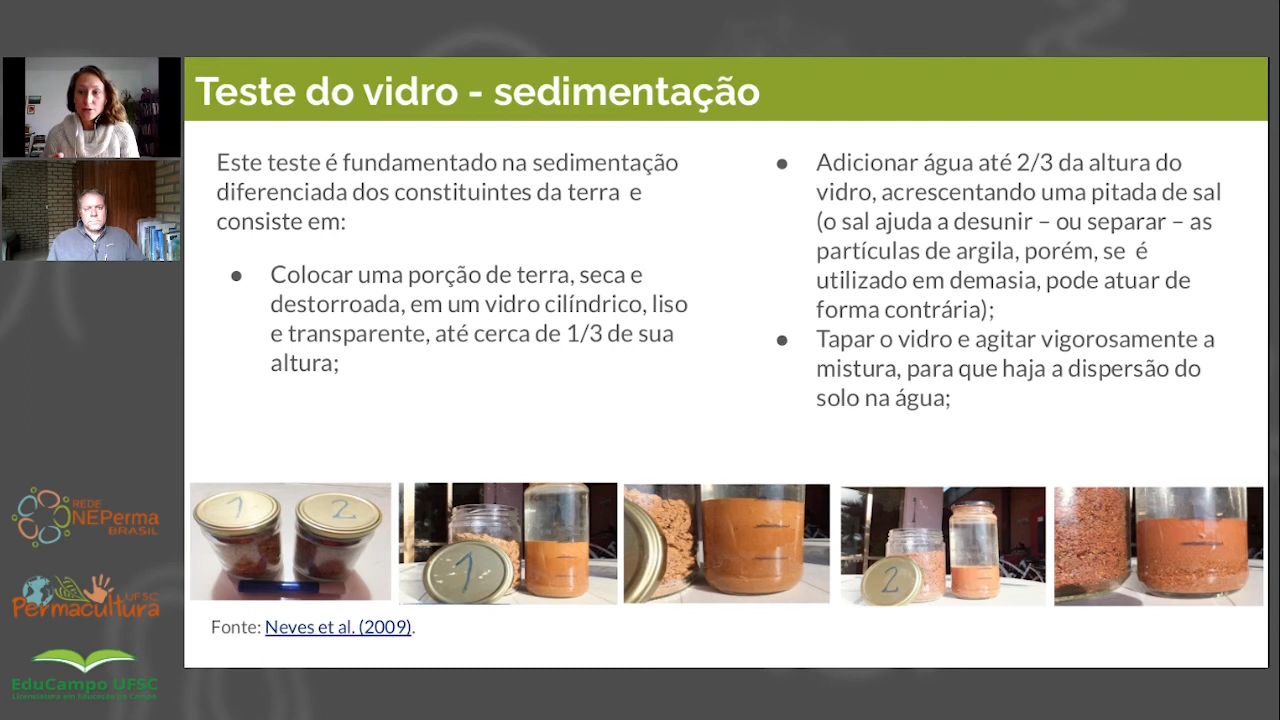 Teste do vidro - sedimentação
Este teste é fundamentado na sedimentação
diferenciada dos constituintes da terra e
consiste em:
● Colocar uma porção de terra, seca e
destorroada, em um vidro cilíndrico, liso
e transparente, até cerca de 1/3 de sua
altura;
● Adicionar água até 2/3 da altura do
vidro, acrescentando uma pitada de sal
(o sal ajuda a desunir – ou separar – as
partículas de argila, porém, se é
utilizado em demasia, pode atuar de
forma contrária);
● Tapar o vidro e agitar vigorosamente a
mistura, para que haja a dispersão do
solo na água;
1
2
1
2
Fonte: Neves et al. (2009).
REDE
NEPerma
BRASIL
UFSC
Permacultura
EduCampo UFSC
Licenciatura em Educação do Campo